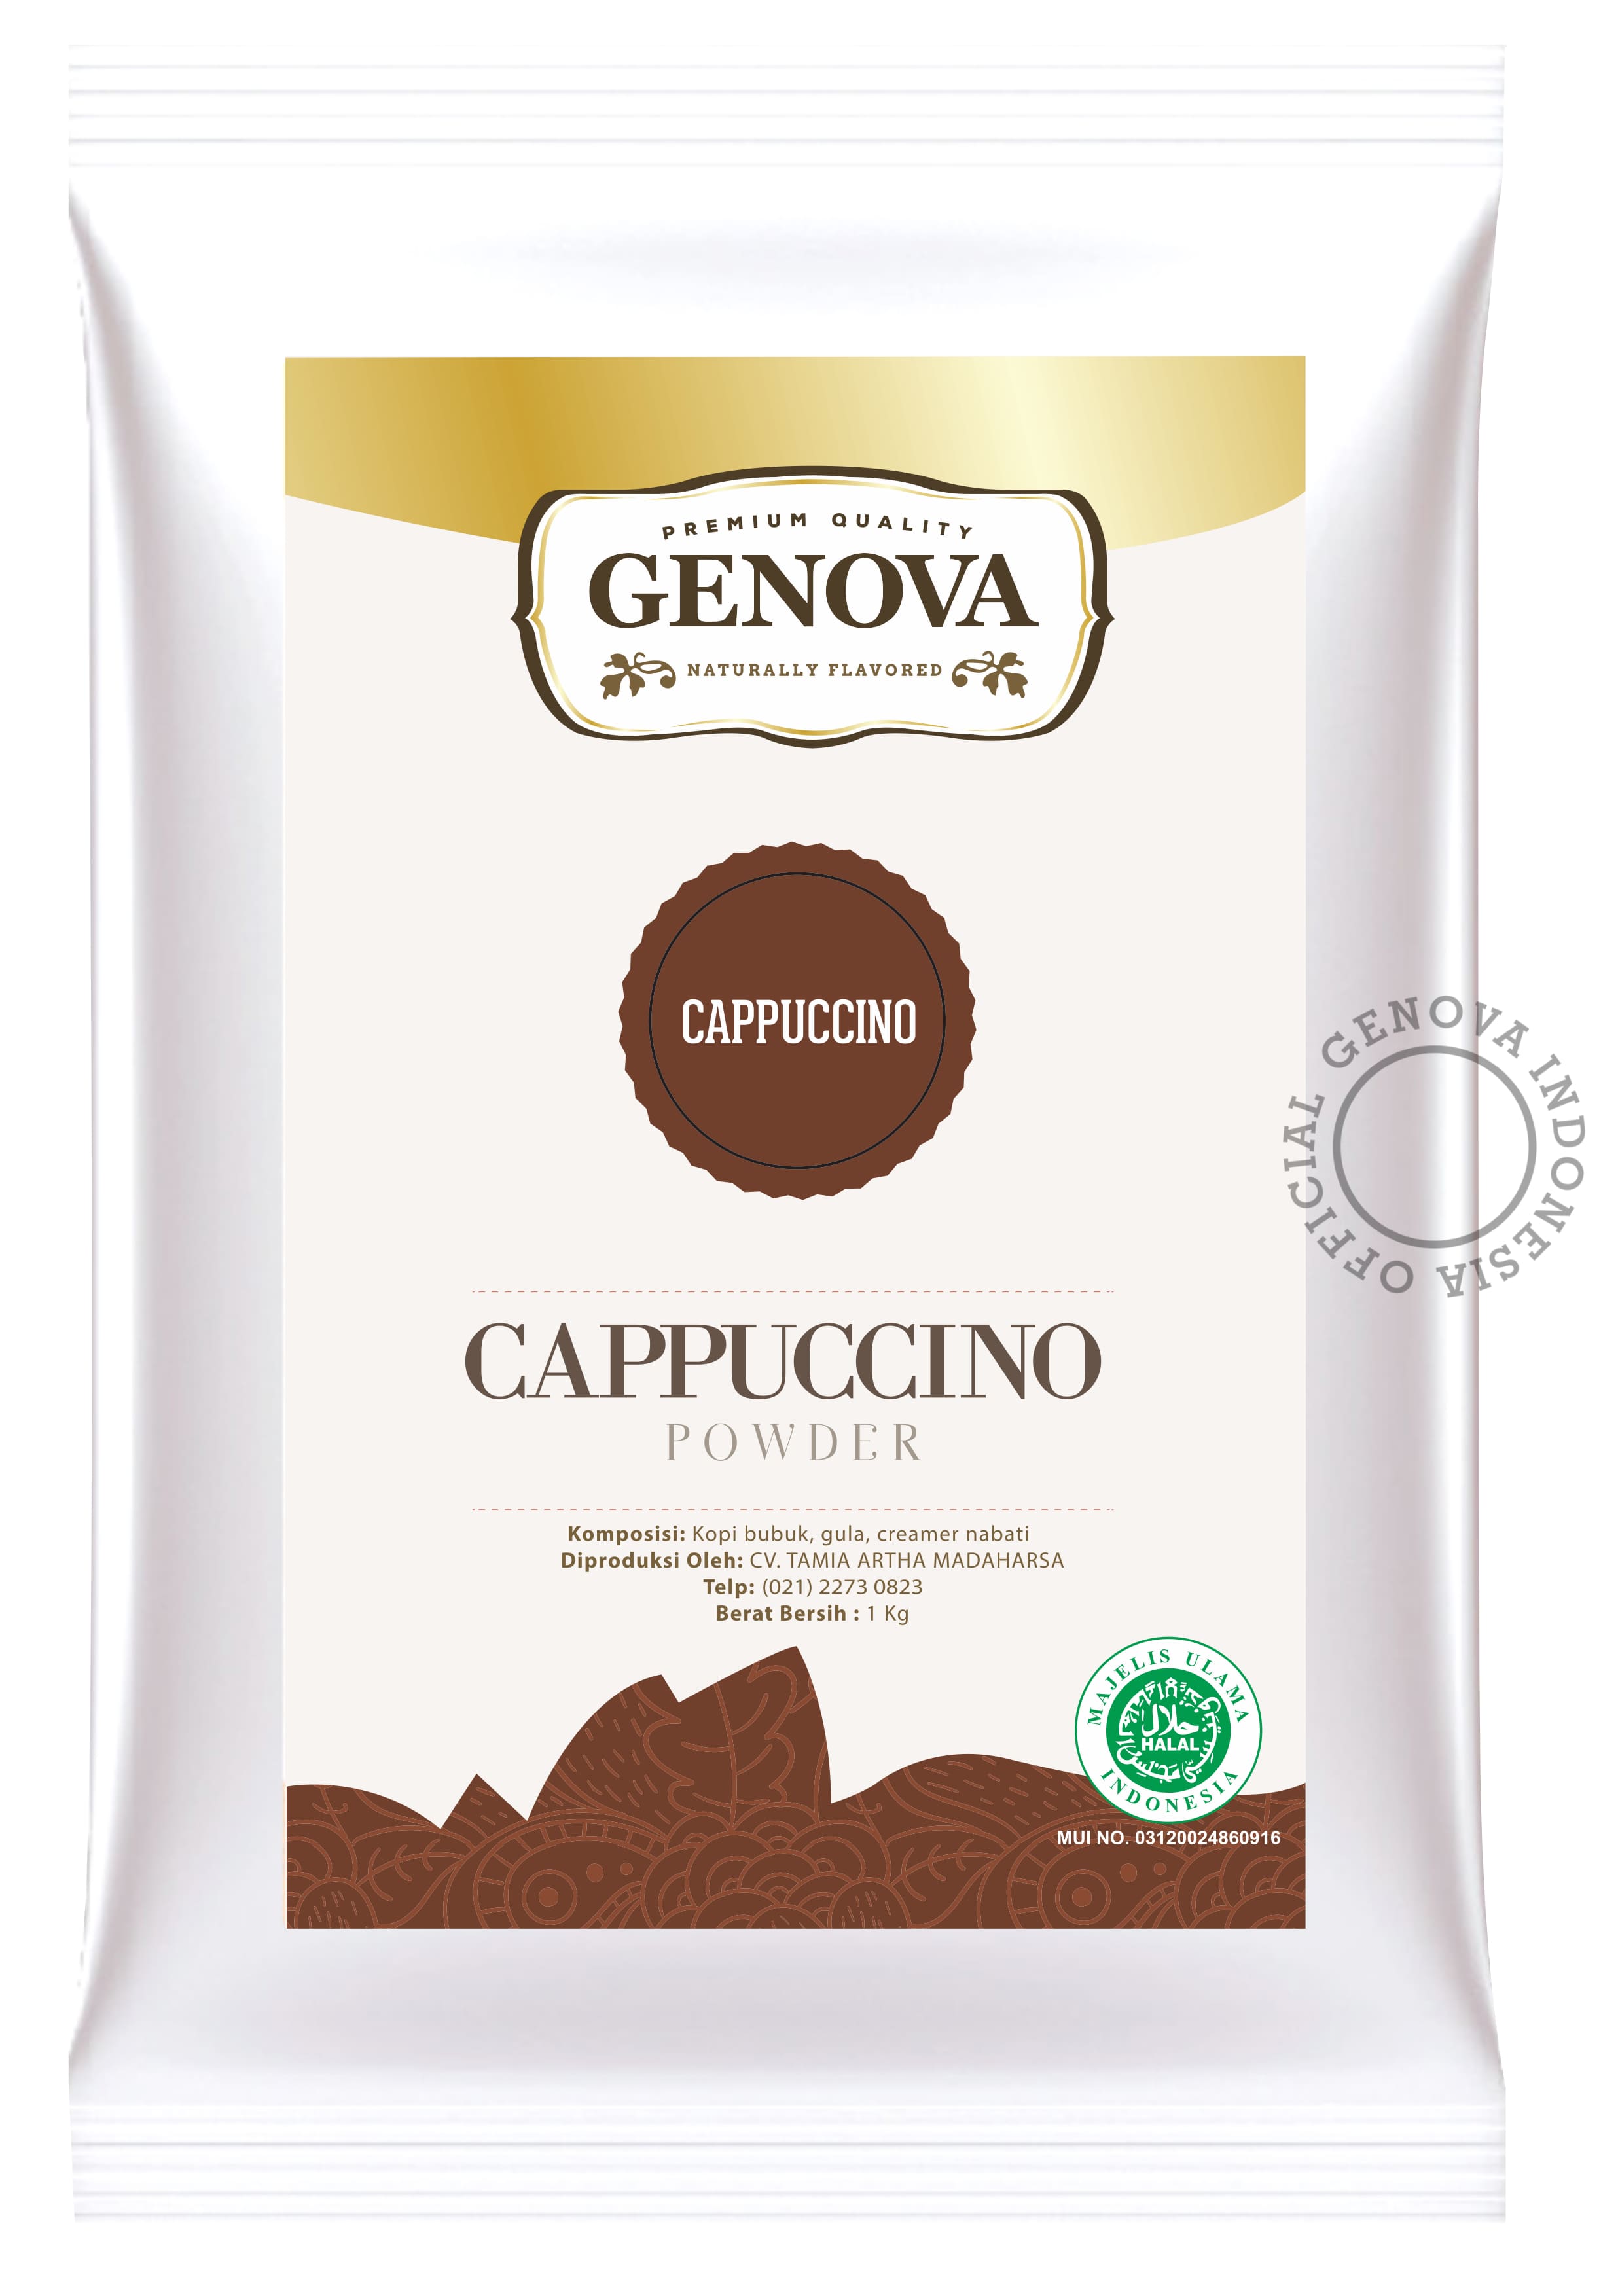 PREMIUM QUALITY
GENOVA
NATURALLY FLAVORED
CAPPUCCINO
OFFICIAL GENOVA INDONESIA
CAPPUCCINO
POWDER
Komposisi: Kopi bubuk, gula, creamer nabati
Diproduksi Oleh: CV. TAMIA ARTHA MADAHARSA
Telp: (021) 2273 0823
Berat Bersih : 1 Kg
MAJELIS ULAMA
حلال
HALAL
INDONESIA
MUI NO. 03120024860916